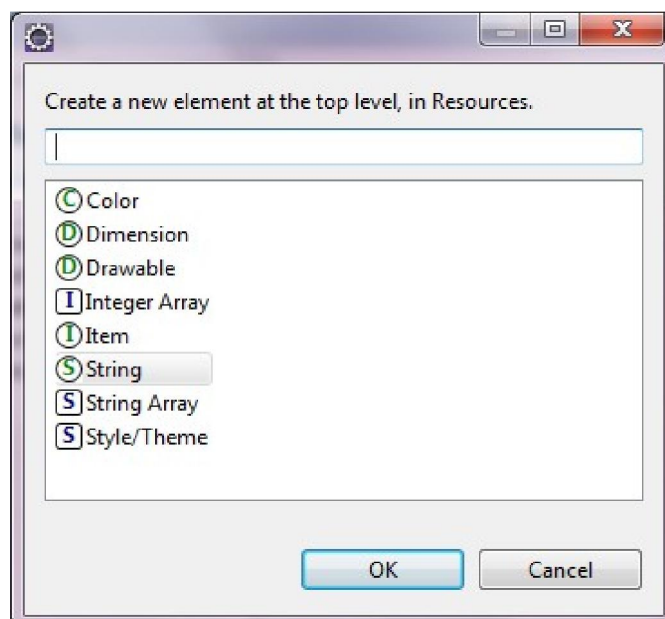 Create a new element at the top level, in Resources.
C Color
D Dimension
D Drawable
I Integer Array
I Item
S String
S String Array
S Style/Theme
OK Cancel